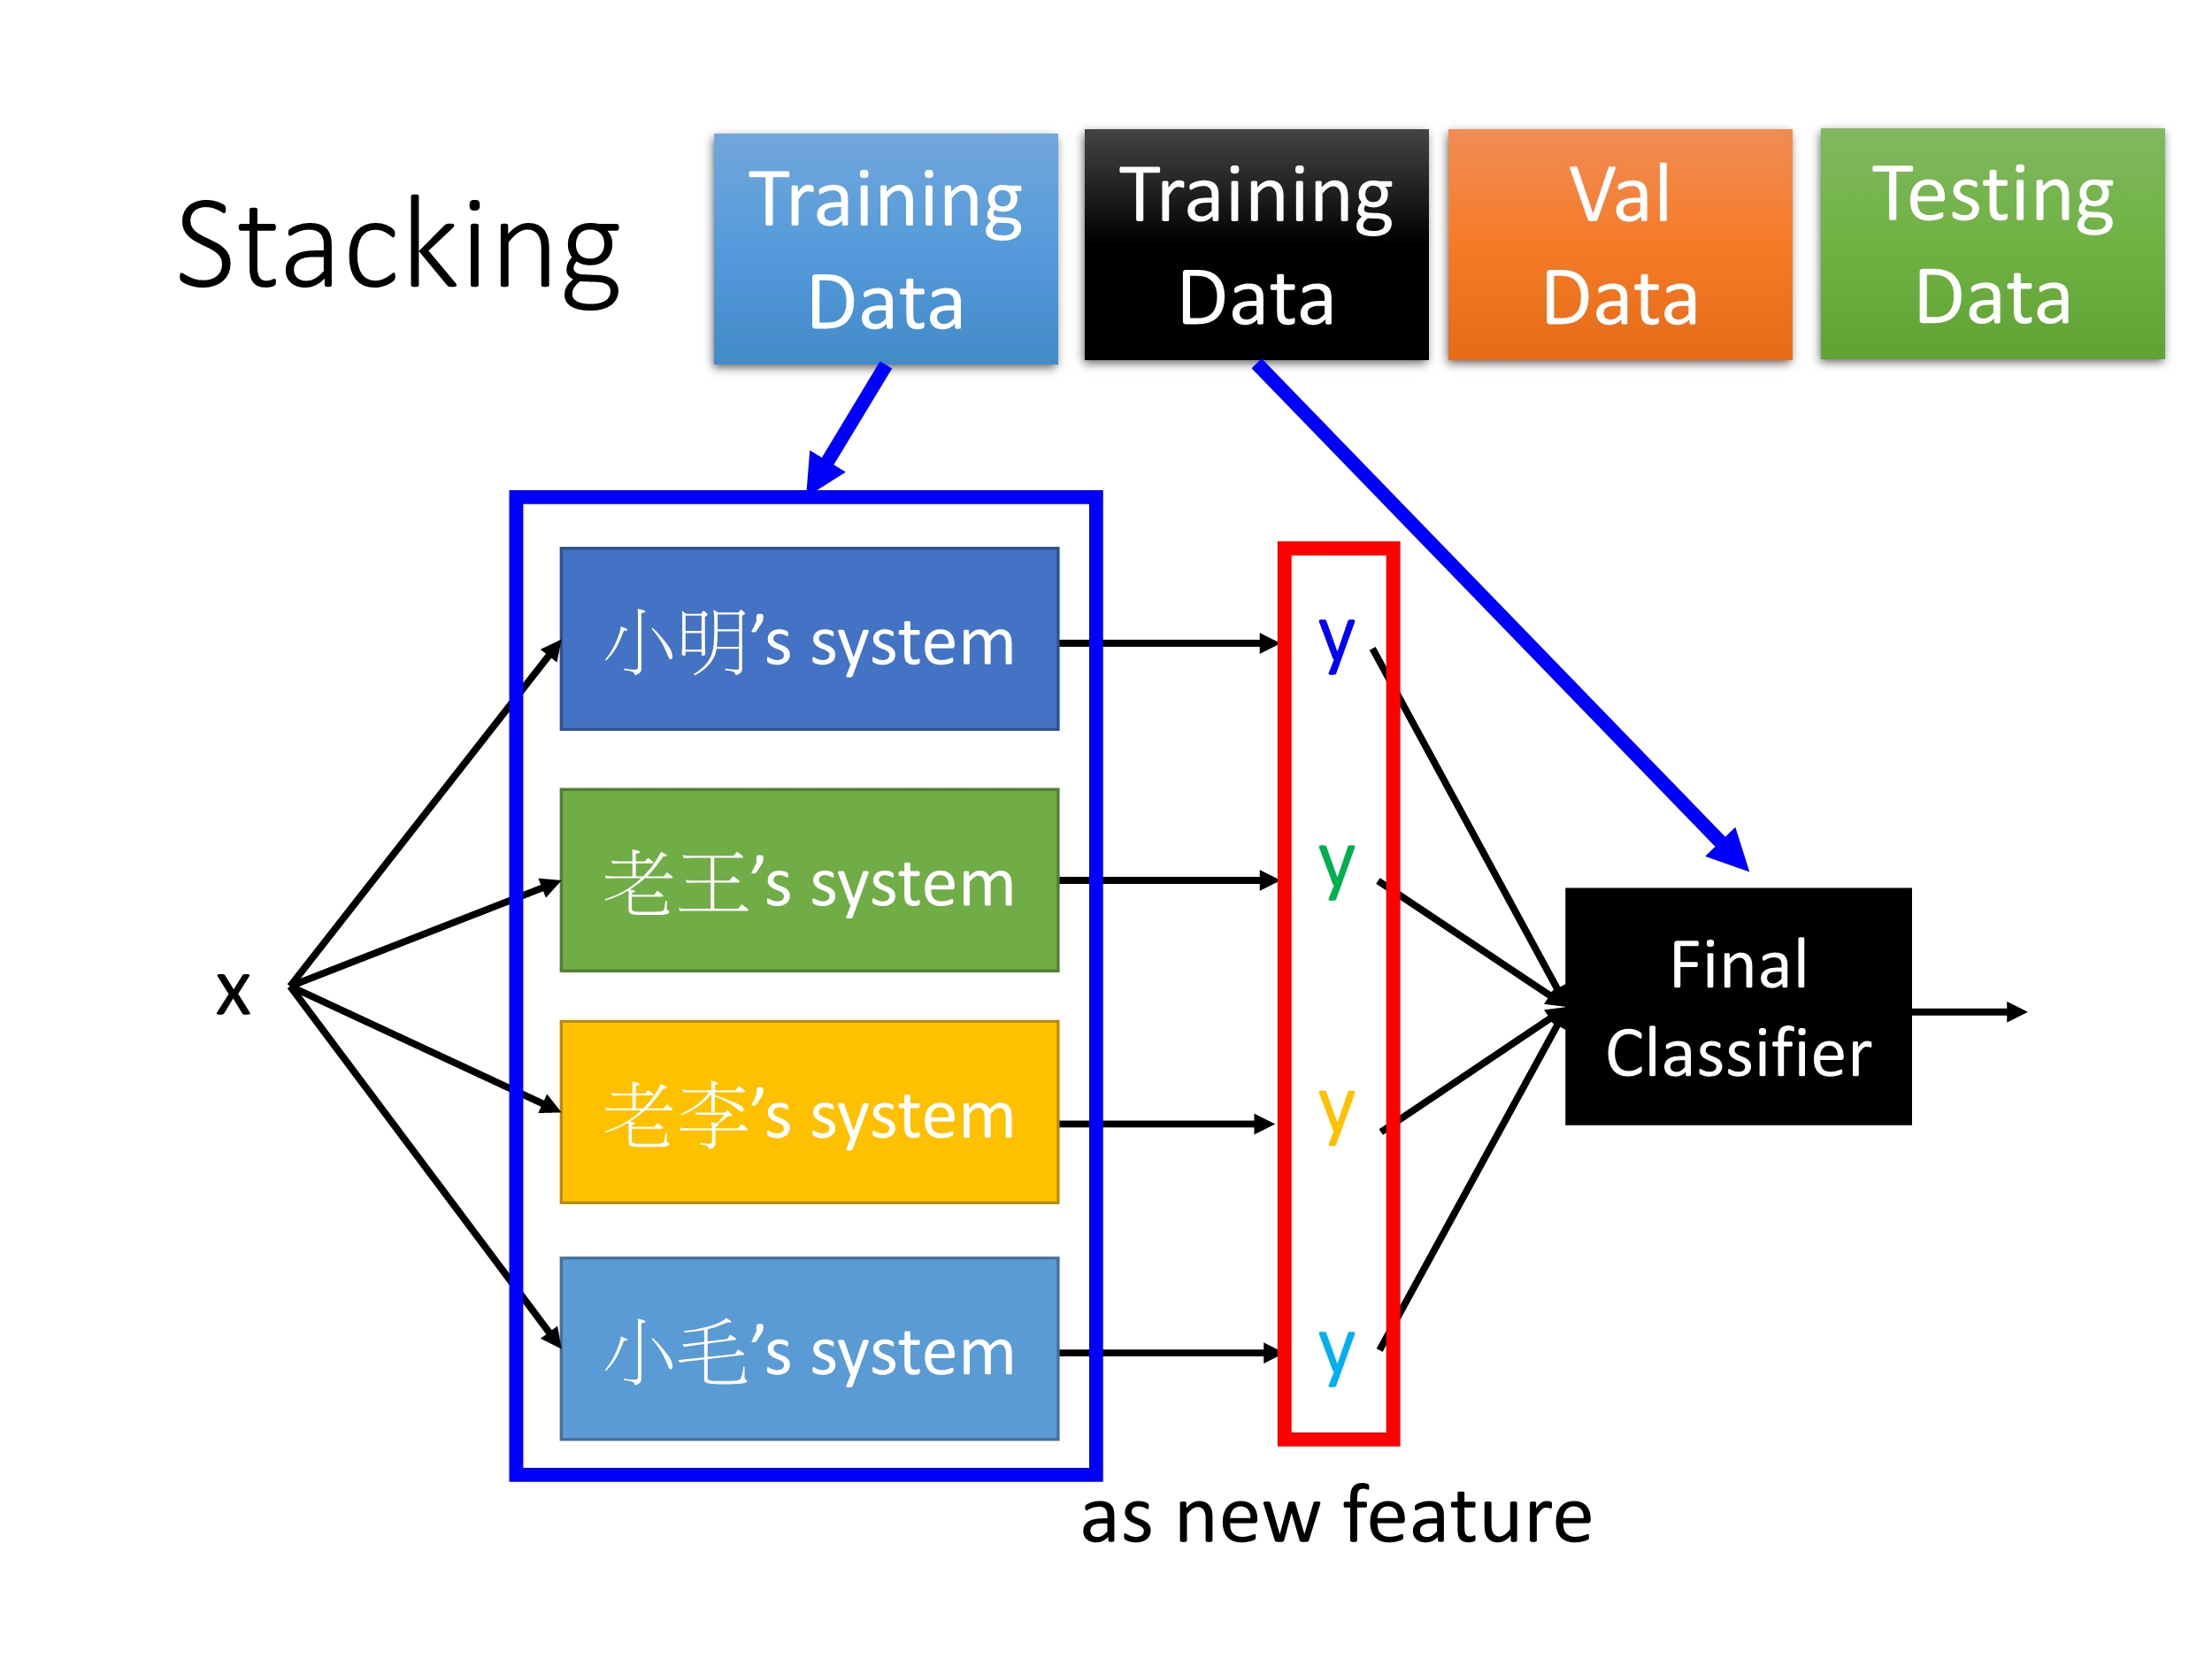 Stacking
Training
Data
Training
Data
Val
Data
Testing
Data
小明's system
y
老王's system
y
x
Final
Classifier
老李's system
y
小毛's system
y
as new feature